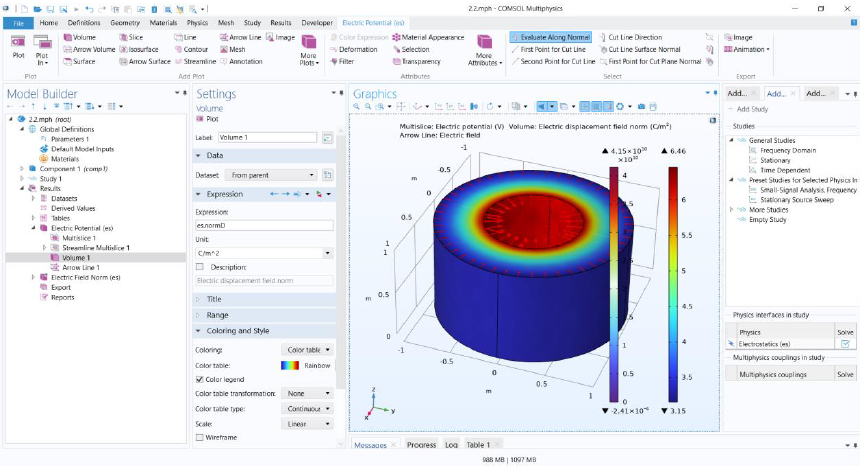 2.2.mph - COMSOL Multiphysics
File Home Definitions Geometry Materials Physics Mesh Study Results Developer Electric Potential (es)
Plot
Plot In
Volume
Arrow Volume
Surface
Slice
Isosurface
Arrow Surface
Line
Contour
Streamline
Arrow Line
Mesh
Annotation
Image
More Plots
Color Expression
Deformation
Filter
Material Appearance
Selection
Transparency
More Attributes
Evaluate Along Normal
First Point for Cut Line
Second Point for Cut Line
Cut Line Direction
Cut Line Surface Normal
First Point for Cut Plane Normal
Image
Animation
Plot Add Plot Attributes Select Export
Model Builder
2.2.mph (root)
Global Definitions
Parameters 1
Default Model Inputs
Materials
Component 1 (comp1)
Study 1
Results
Datasets
Derived Values
Tables
Electric Potential (es)
Multislice 1
Streamline Multislice 1
Volume 1
Arrow Line 1
Electric Field Norm (es)
Export
Reports
Settings
Volume
Plot
Label: Volume 1
Data
Dataset: From parent
Expression
Expression:
es.normD
Unit:
C/m^2
Description:
Electric displacement field norm
Title
Range
Coloring and Style
Coloring: Color table
Color table: Rainbow
Color legend
Color table transformation: None
Color table type: Continuou
Scale: Linear
Wireframe
Graphics
Multislice: Electric potential (V) Volume: Electric displacement field norm (C/m²)
Arrow Line: Electric field
▲ 4.15×10¹⁰ ▲ 6.46
×10¹⁰
-1
-0.5
m
0
0.5
1
1
0.5
m
0
-1
-0.5
0
m
0.5
1
4
0.5
0
6
5.5
5
4.5
4
3.5
▼ 3.15
z
y
x
Messages Progress Log Table 1
Add... Add... Add...
Add Study
Studies
General Studies
Frequency Domain
Stationary
Time Dependent
Preset Studies for Selected Physics In
Small-Signal Analysis, Frequency
Stationary Source Sweep
More Studies
Empty Study
Physics interfaces in study
Physics Solve
Electrostatics (es)
Multiphysics couplings in study
Multiphysics couplings Solve
988 MB | 1097 MB